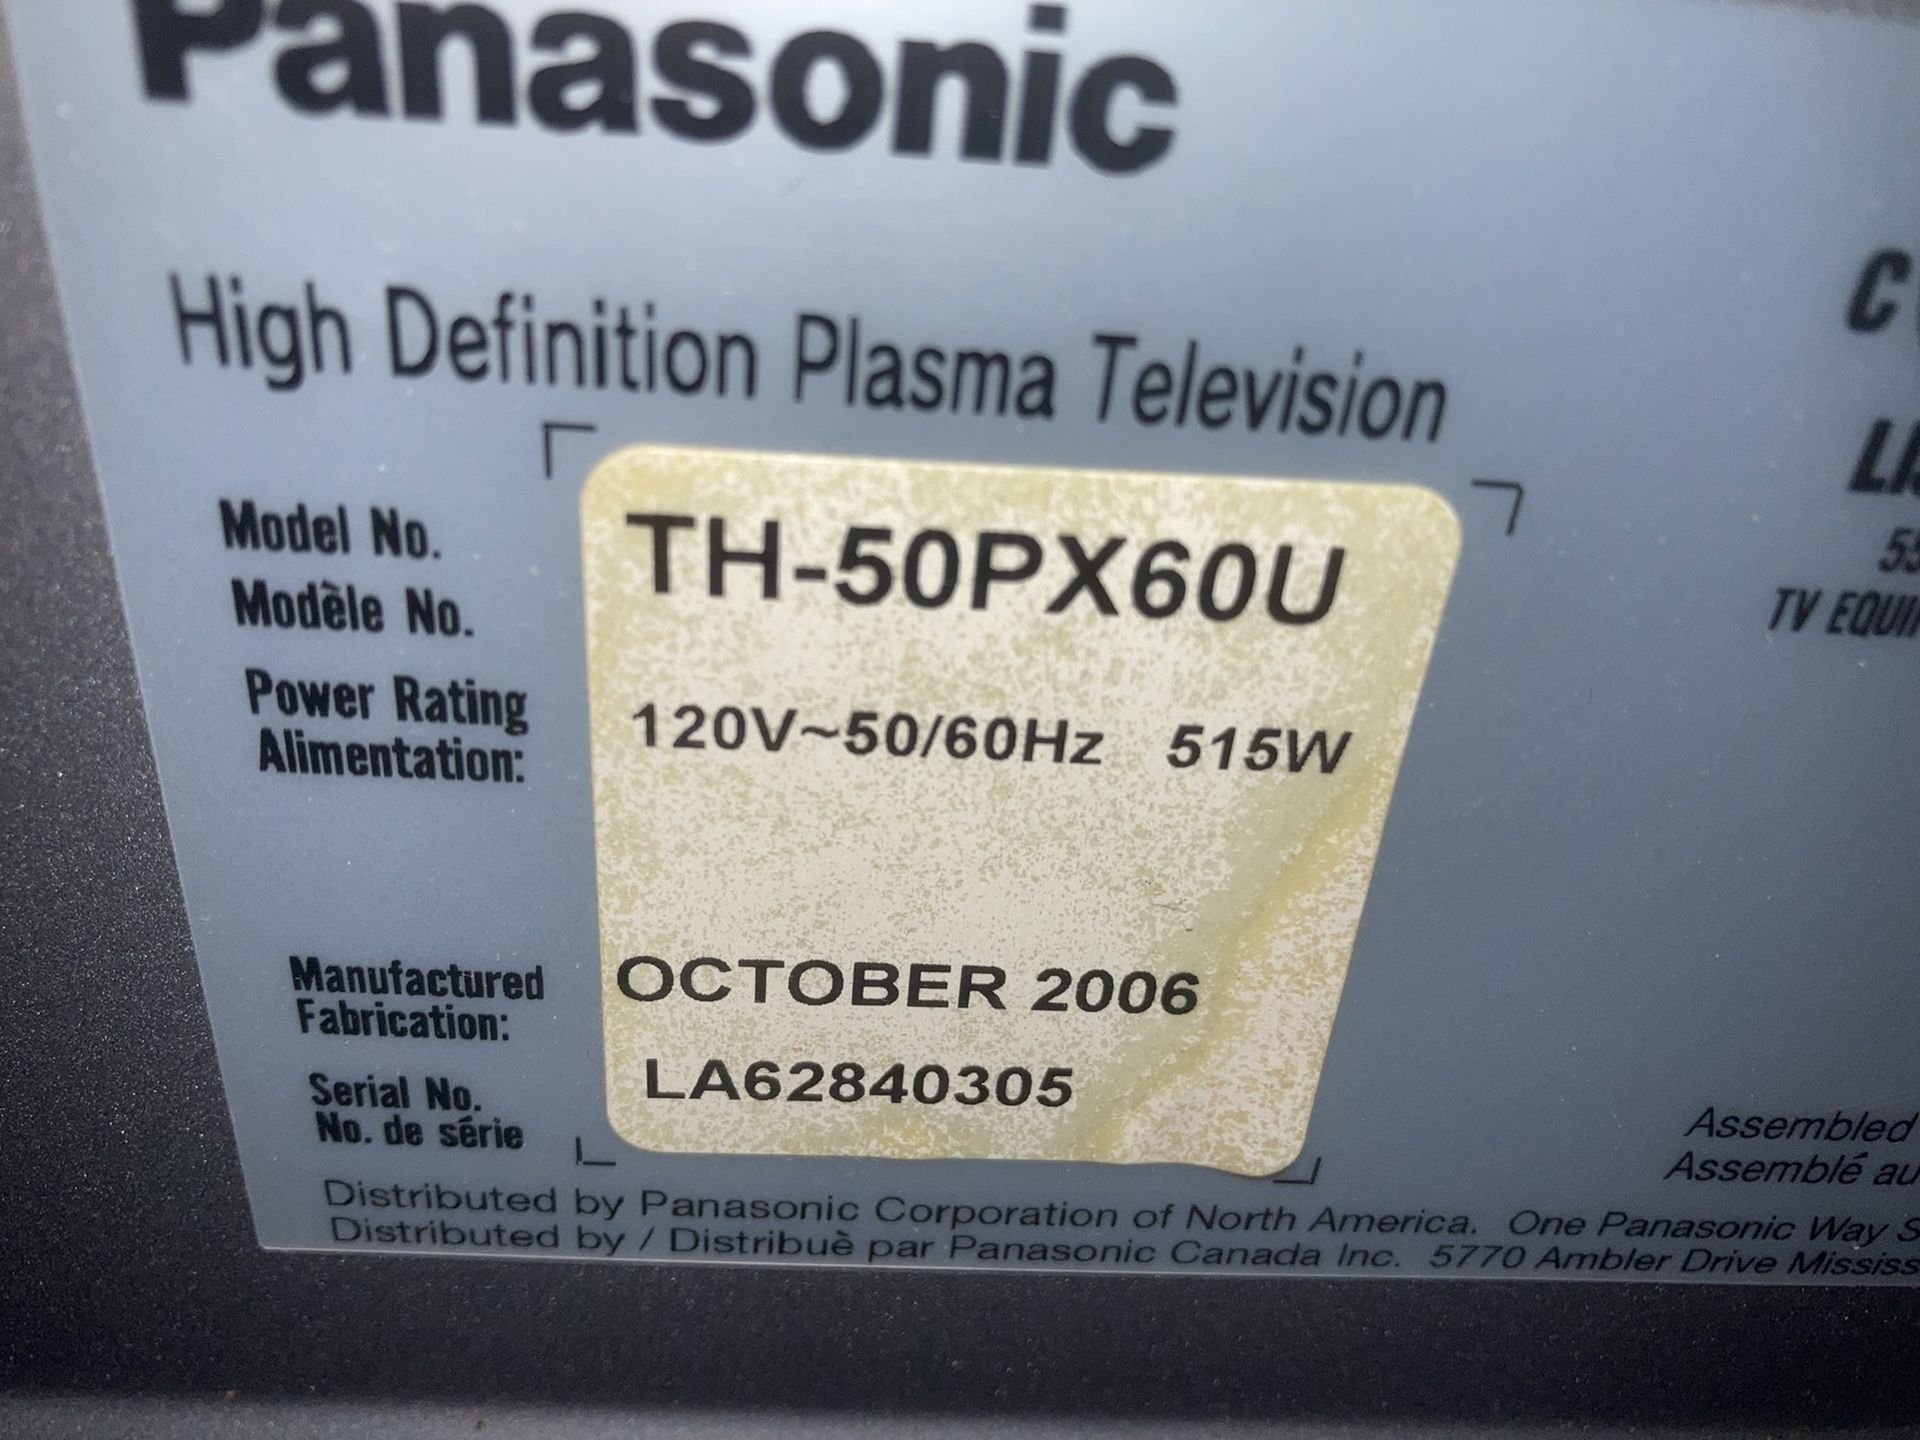 Panasonic
High Definition Plasma Television
Model No.
Modèle No.
TH-50PX60U
Power Rating
Alimentation:
120V~50/60Hz 515W
Manufactured
Fabrication:
OCTOBER 2006
Serial No.
No. de série
LA62840305
TV
Assembled
Assemblé au
Distributed by Panasonic Corporation of North America. One Panasonic Way
Distributed by / Distribuè par Panasonic Canada Inc. 5770 Ambler Drive